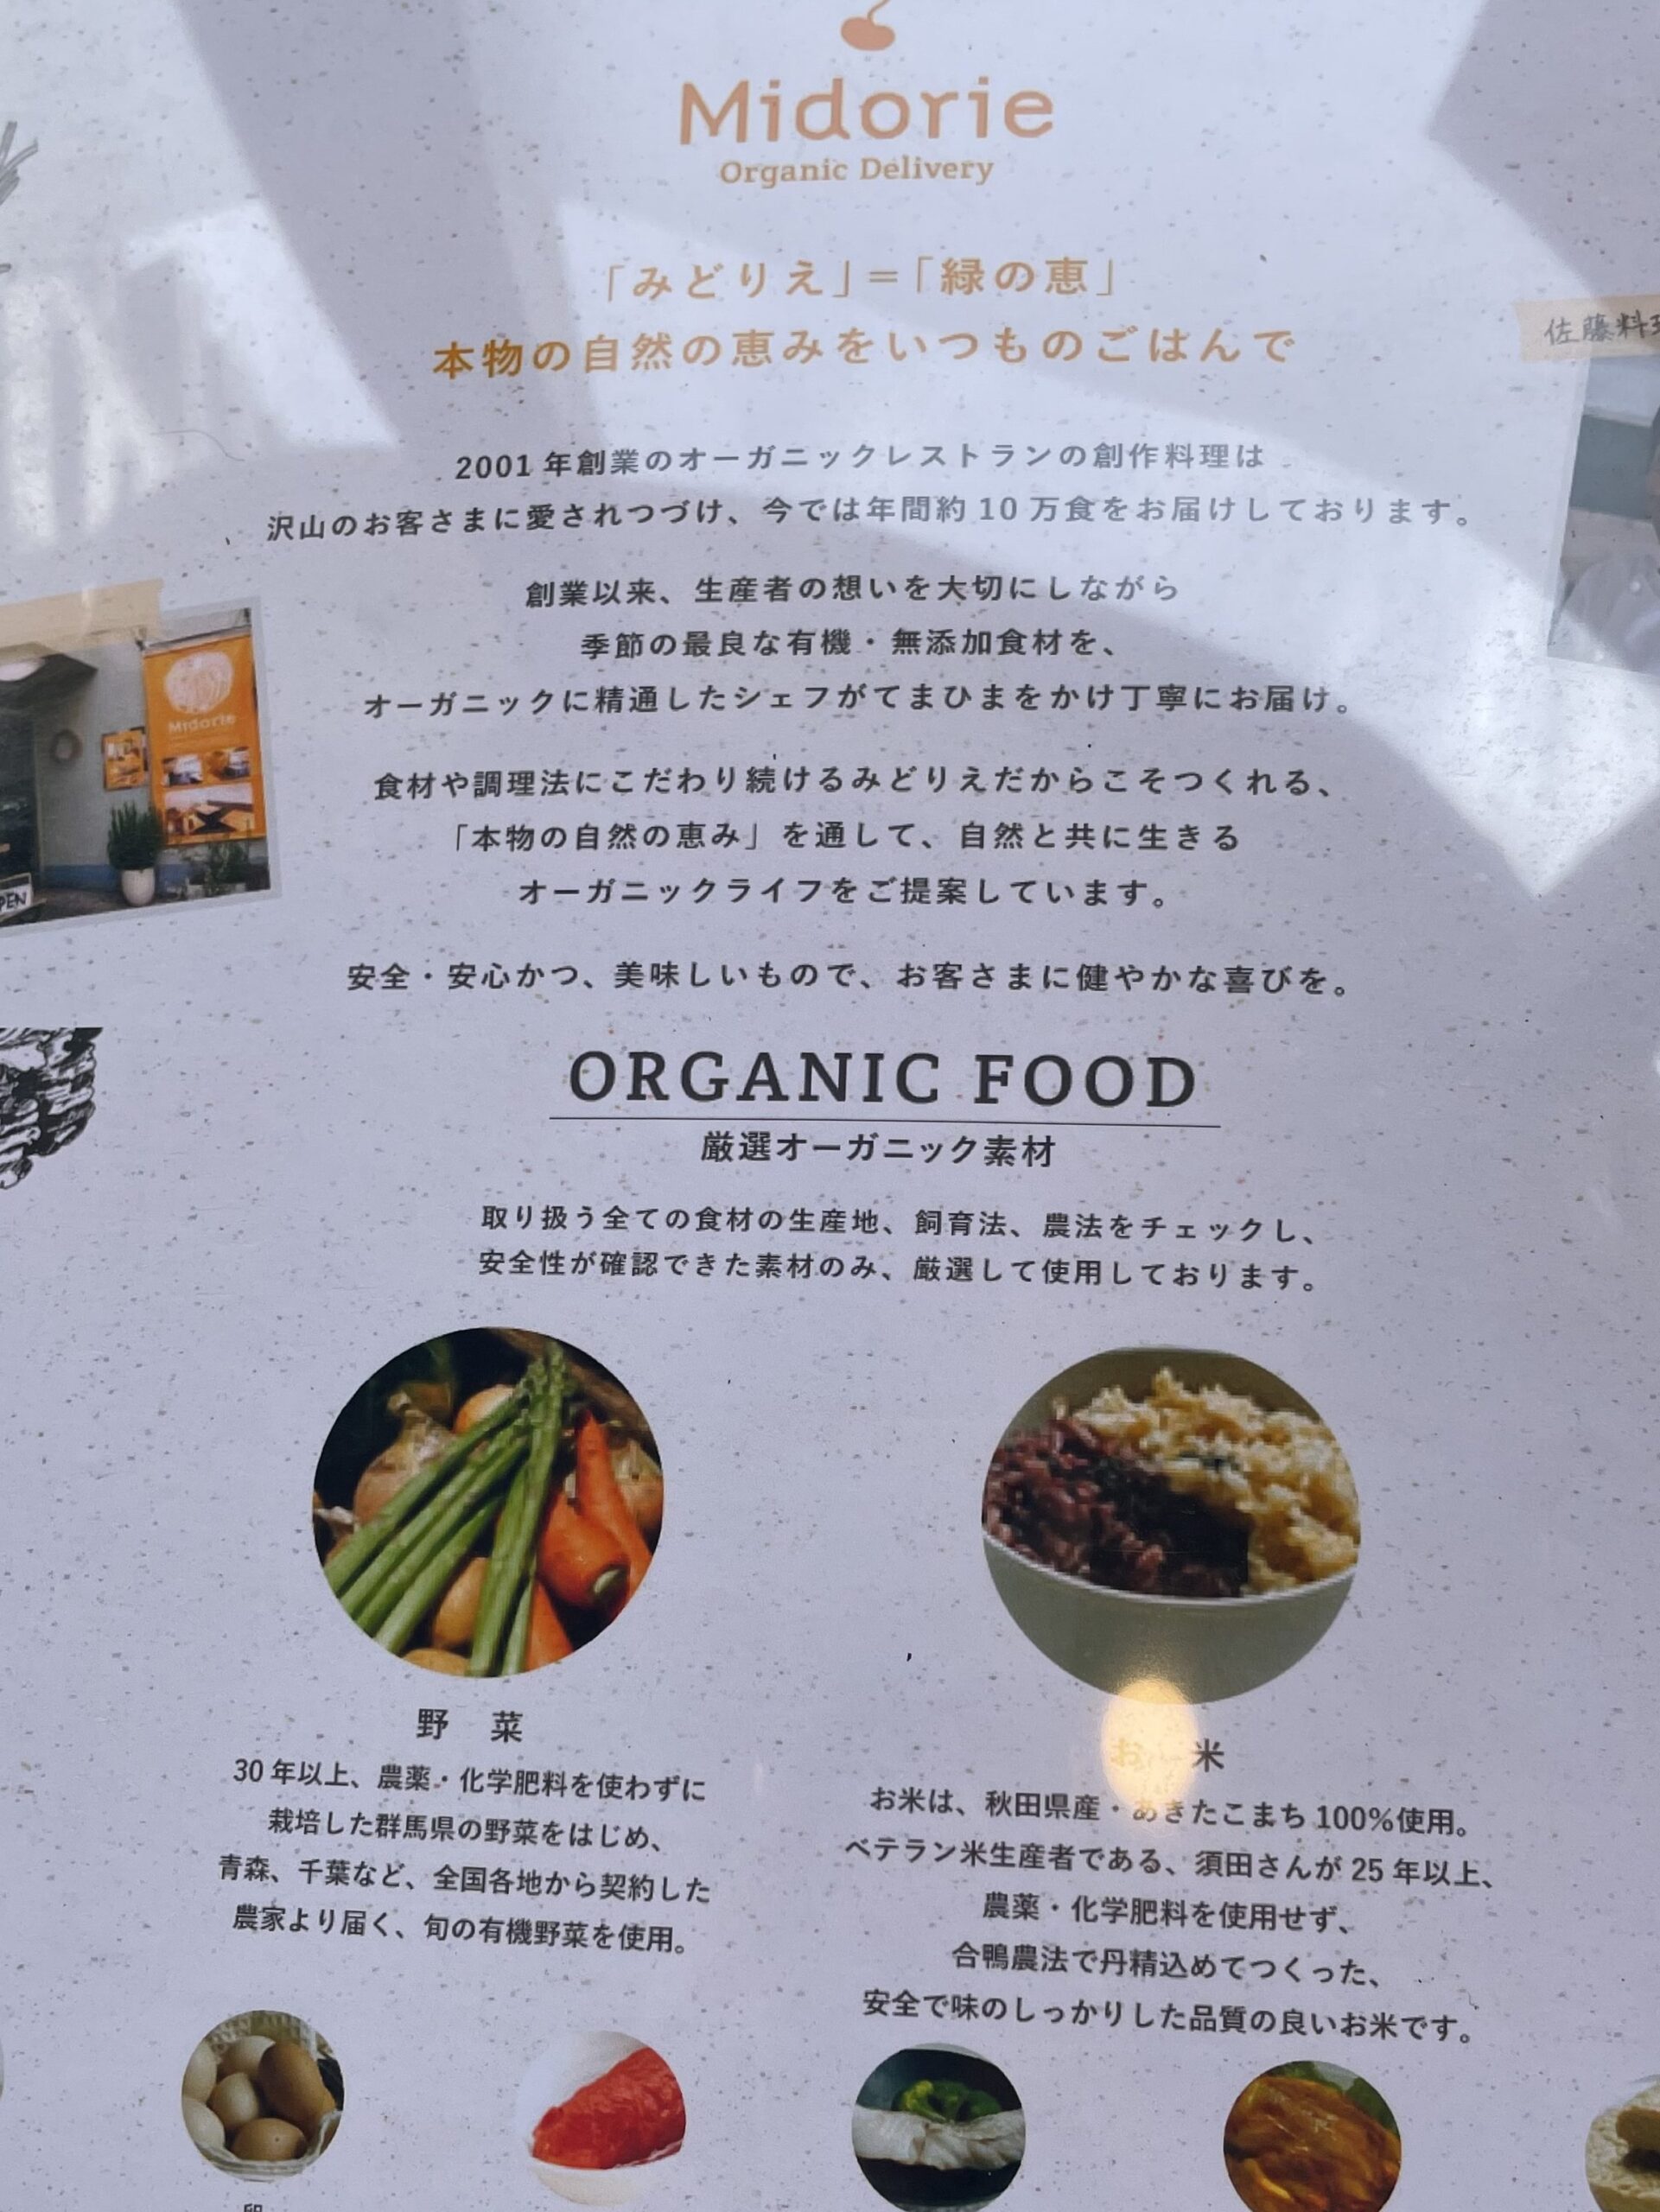 Midorie
Organic Delivery
「みどりえ」=「緑の恵」
本物の自然の恵みをいつものごはんで
佐藤料理
2001 年創業のオーガニックレストランの創作料理は
沢山のお客さまに愛されつづけ、今では年間約 10 万食をお届けしております。
創業以来、生産者の想いを大切にしながら
季節の最良な有機・無添加食材を、
オーガニックに精通したシェフがてまひまをかけ丁寧にお届け。
Midorie
PEN
食材や調理法にこだわり続けるみどりえだからこそつくれる、
「本物の自然の恵み」を通して、自然と共に生きる
オーガニックライフをご提案しています。
安全・安心かつ、美味しいもので、お客さまに健やかな喜びを。
ORGANIC FOOD
厳選オーガニック素材
取り扱う全ての食材の生産地、飼育法、農法をチェックし、
安全性が確認できた素材のみ、厳選して使用しております。
野 菜
30 年以上、農薬・化学肥料を使わずに
栽培した群馬県の野菜をはじめ、
青森、千葉など、全国各地から契約した
農家より届く、旬の有機野菜を使用。
お 米
お米は、秋田県産・あきたこまち 100%使用。
ベテラン米生産者である、須田さんが 25 年以上、
農薬・化学肥料を使用せず、
合鴨農法で丹精込めてつくった、
安全で味のしっかりした品質の良いお米です。
卵